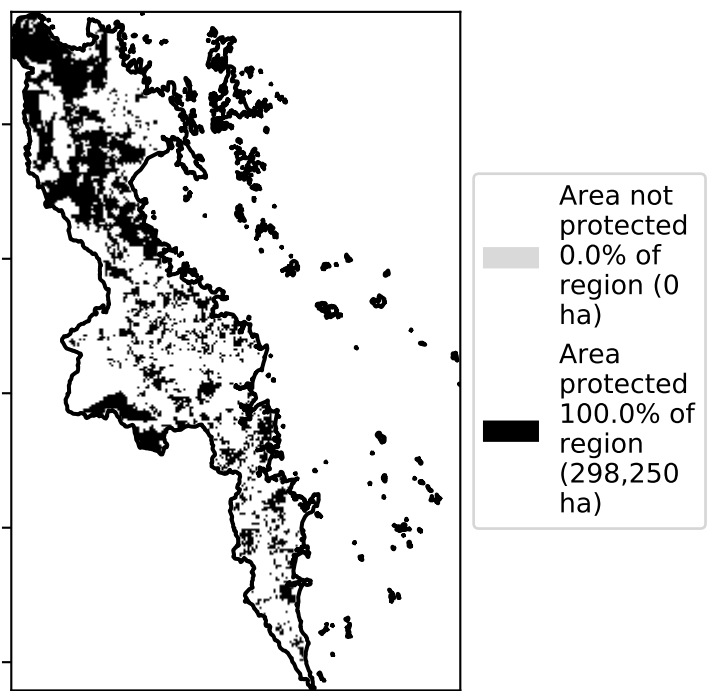 Area not
protected
0.0% of
region (0
ha)
Area
protected
100.0% of
region
(298,250
ha)